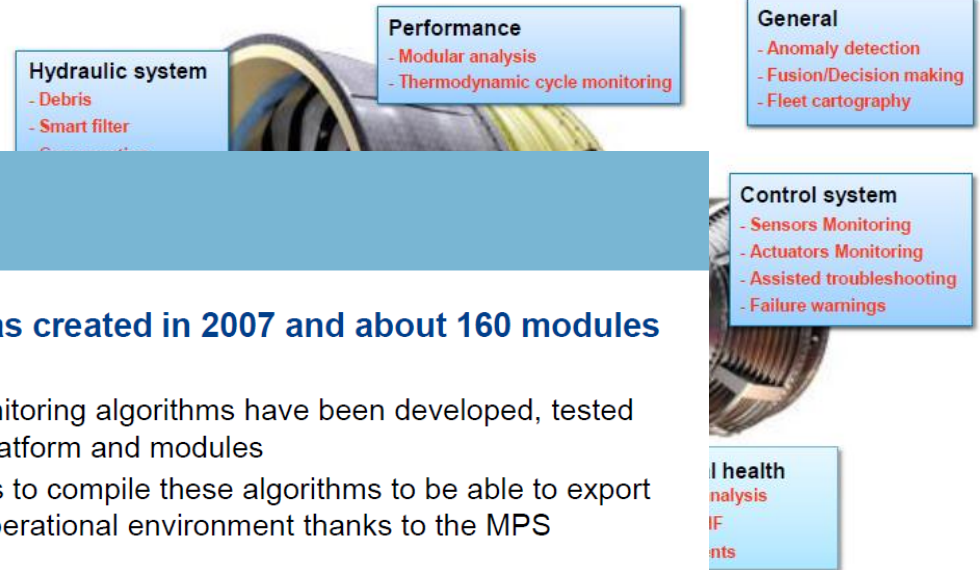 Performance
- Modular analysis
- Thermodynamic cycle monitoring
General
- Anomaly detection
- Fusion/Decision making
- Fleet cartography
Hydraulic system
- Debris
- Smart filter
Control system
- Sensors Monitoring
- Actuators Monitoring
- Assisted troubleshooting
- Failure warnings
as created in 2007 and about 160 modules
nitoring algorithms have been developed, tested
atform and modules
s to compile these algorithms to be able to export
perational environment thanks to the MPS
l health
nalysis